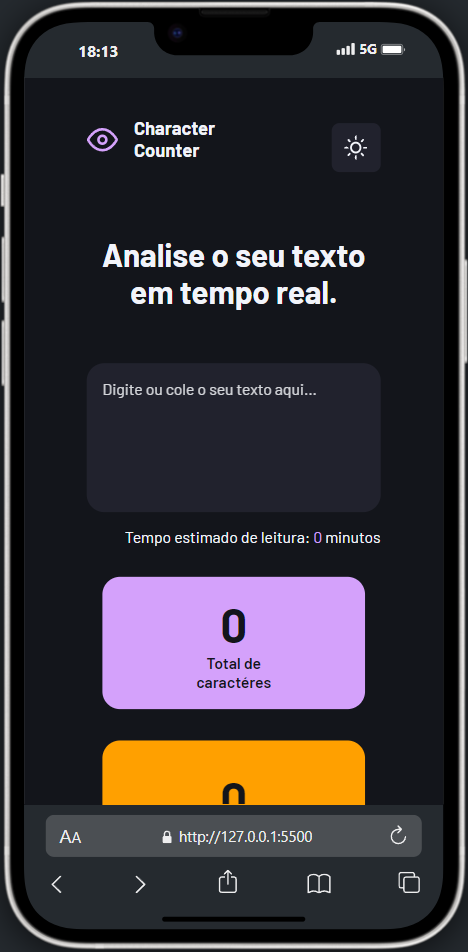 18:13
5G
Character
Counter
Analise o seu texto
em tempo real.
Digite ou cole o seu texto aqui...
Tempo estimado de leitura: 0 minutos
0
Total de
caractéres
0
AA
http://127.0.0.1:5500